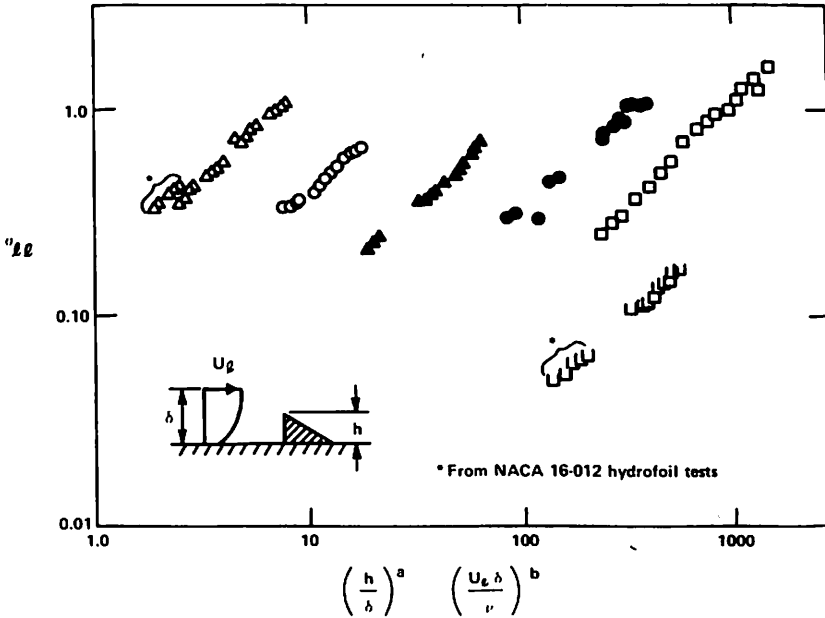 1.0
0.10
0.01
σℓℓ
1.0
10
100
1000
Uℓ
δ
h
* From NACA 16-012 hydrofoil tests
(h/δ)^a (Uℓ δ/ν)^b